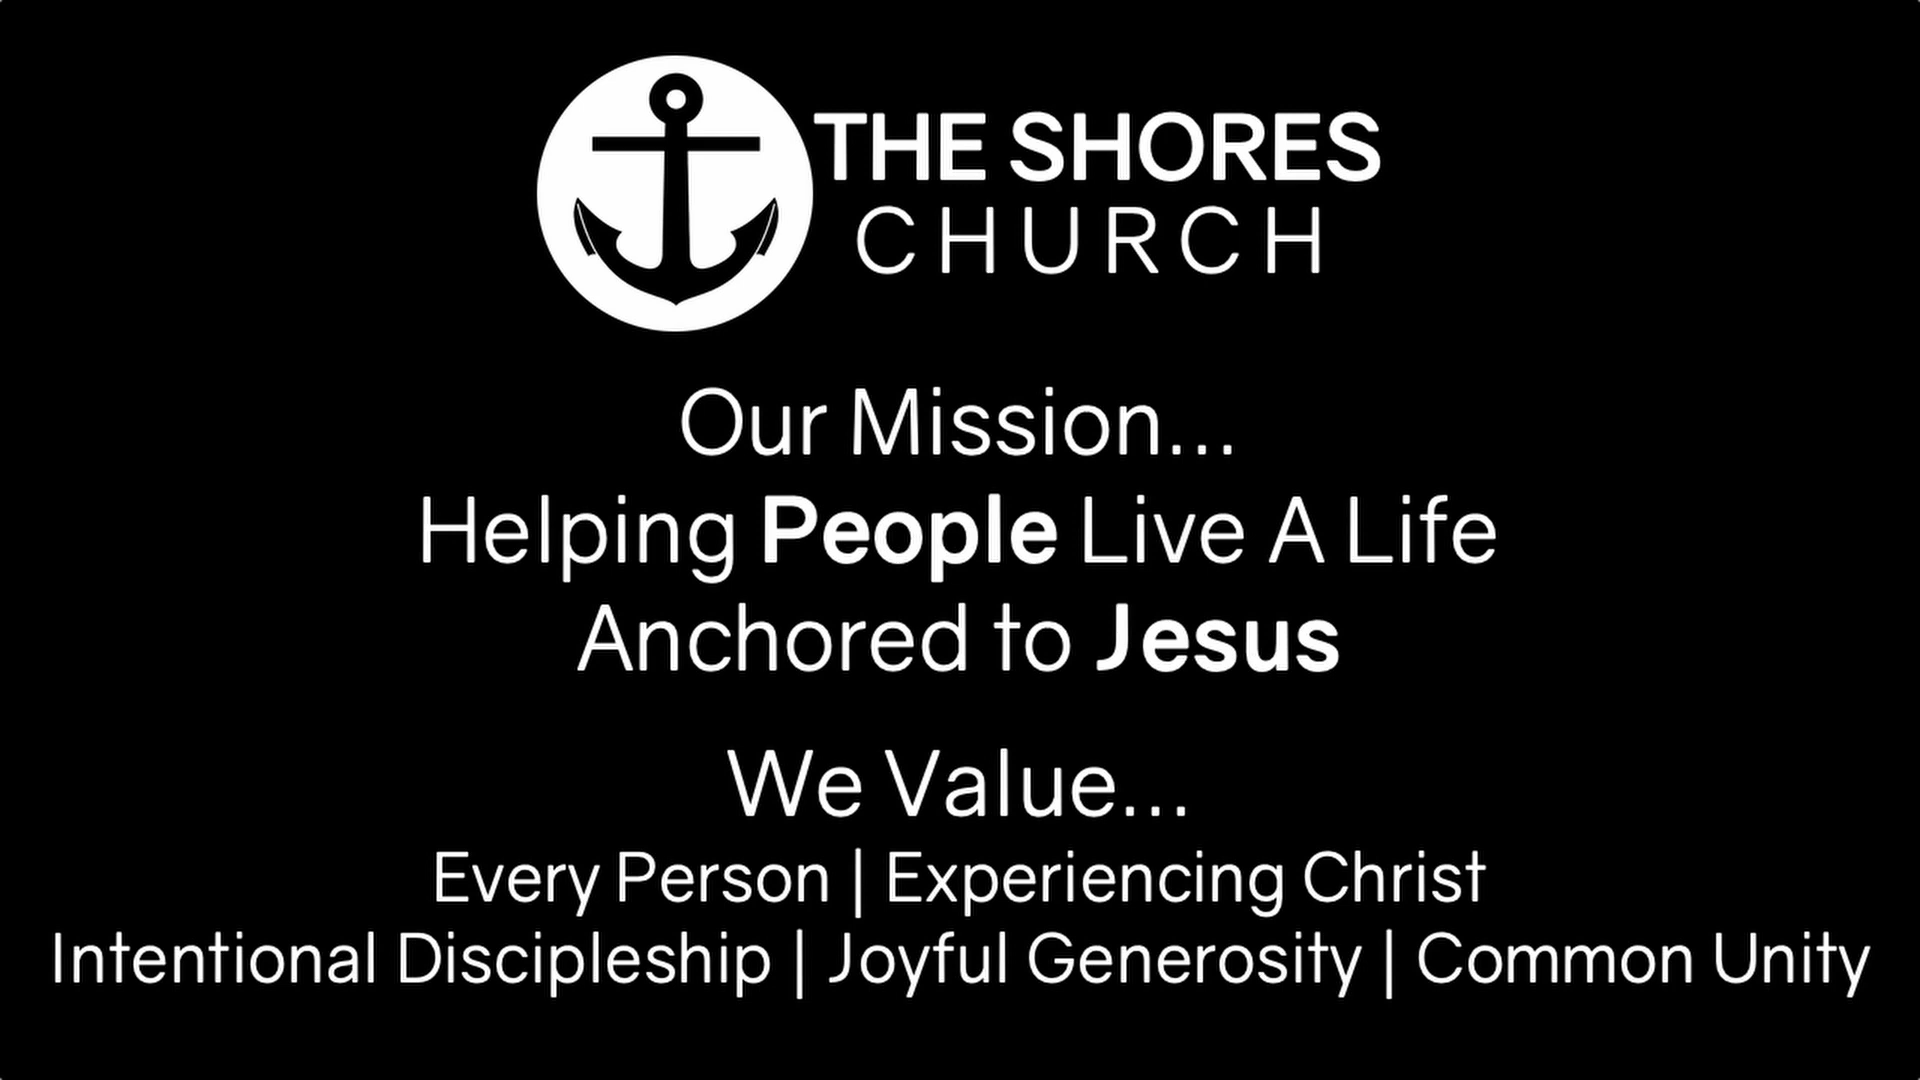 THE SHORES
CHURCH
Our Mission...
Helping People Live A Life
Anchored to Jesus
We Value...
Every Person | Experiencing Christ
Intentional Discipleship | Joyful Generosity | Common Unity